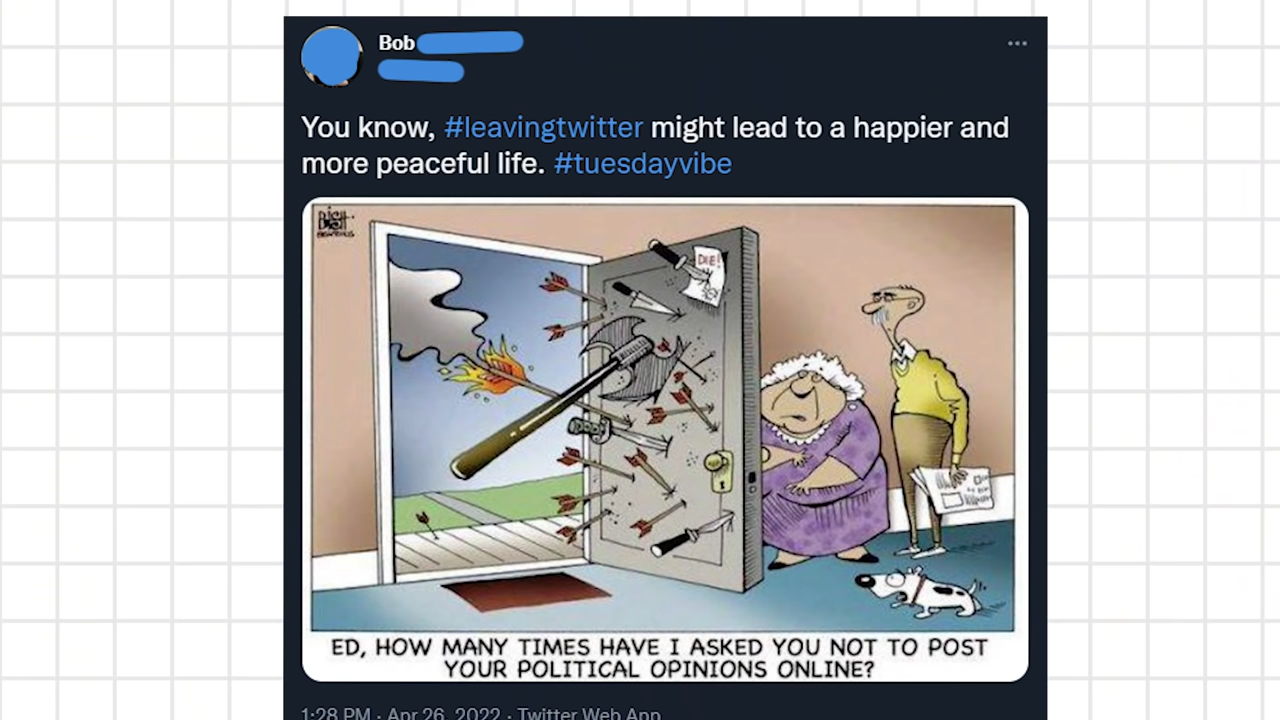 Bob
You know, #leavingtwitter might lead to a happier and
more peaceful life. #tuesdayvibe
BISH
DIE!
ED, HOW MANY TIMES HAVE I ASKED YOU NOT TO POST
YOUR POLITICAL OPINIONS ONLINE?
1:28 PM · Apr 26, 2022 · Twitter Web App